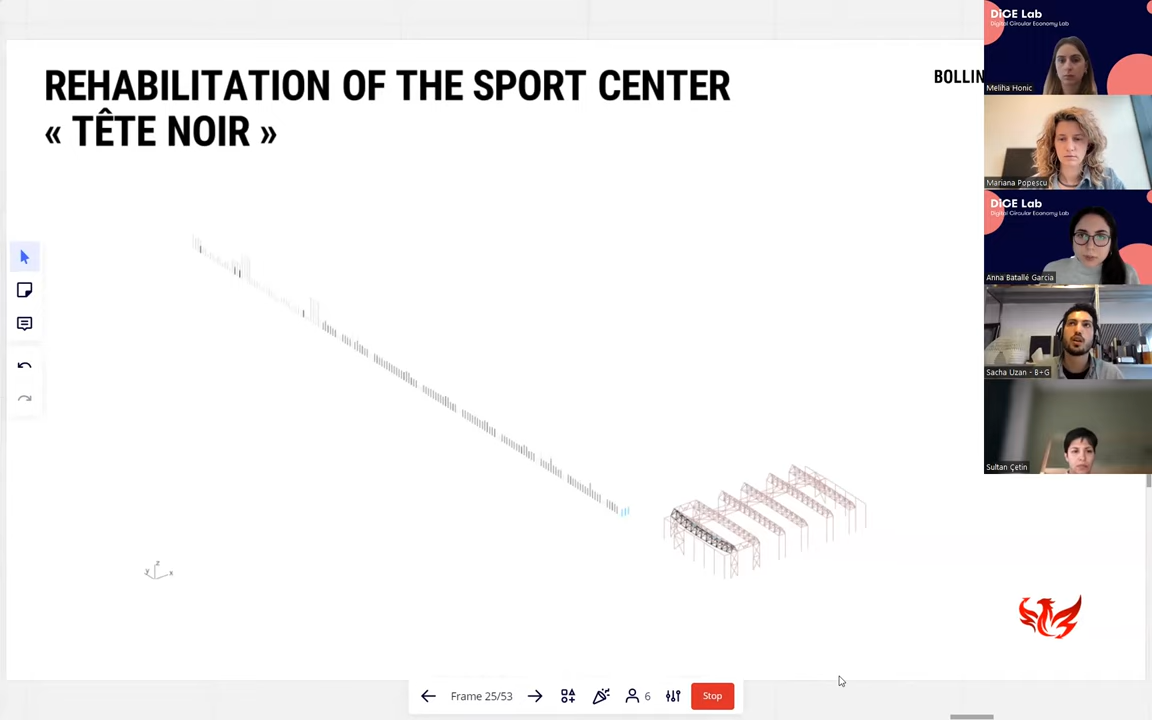 REHABILITATION OF THE SPORT CENTER
« TÊTE NOIR »
BOLLIN
DiCE Lab
Digital Circular Economy Lab
Meliha Honic
Mariana Popescu
DiCE Lab
Digital Circular Economy Lab
Anna Batallé Garcia
Sacha Uzan - B+G
Sultan Çetin
z
y
x
Frame 25/53
6
Stop